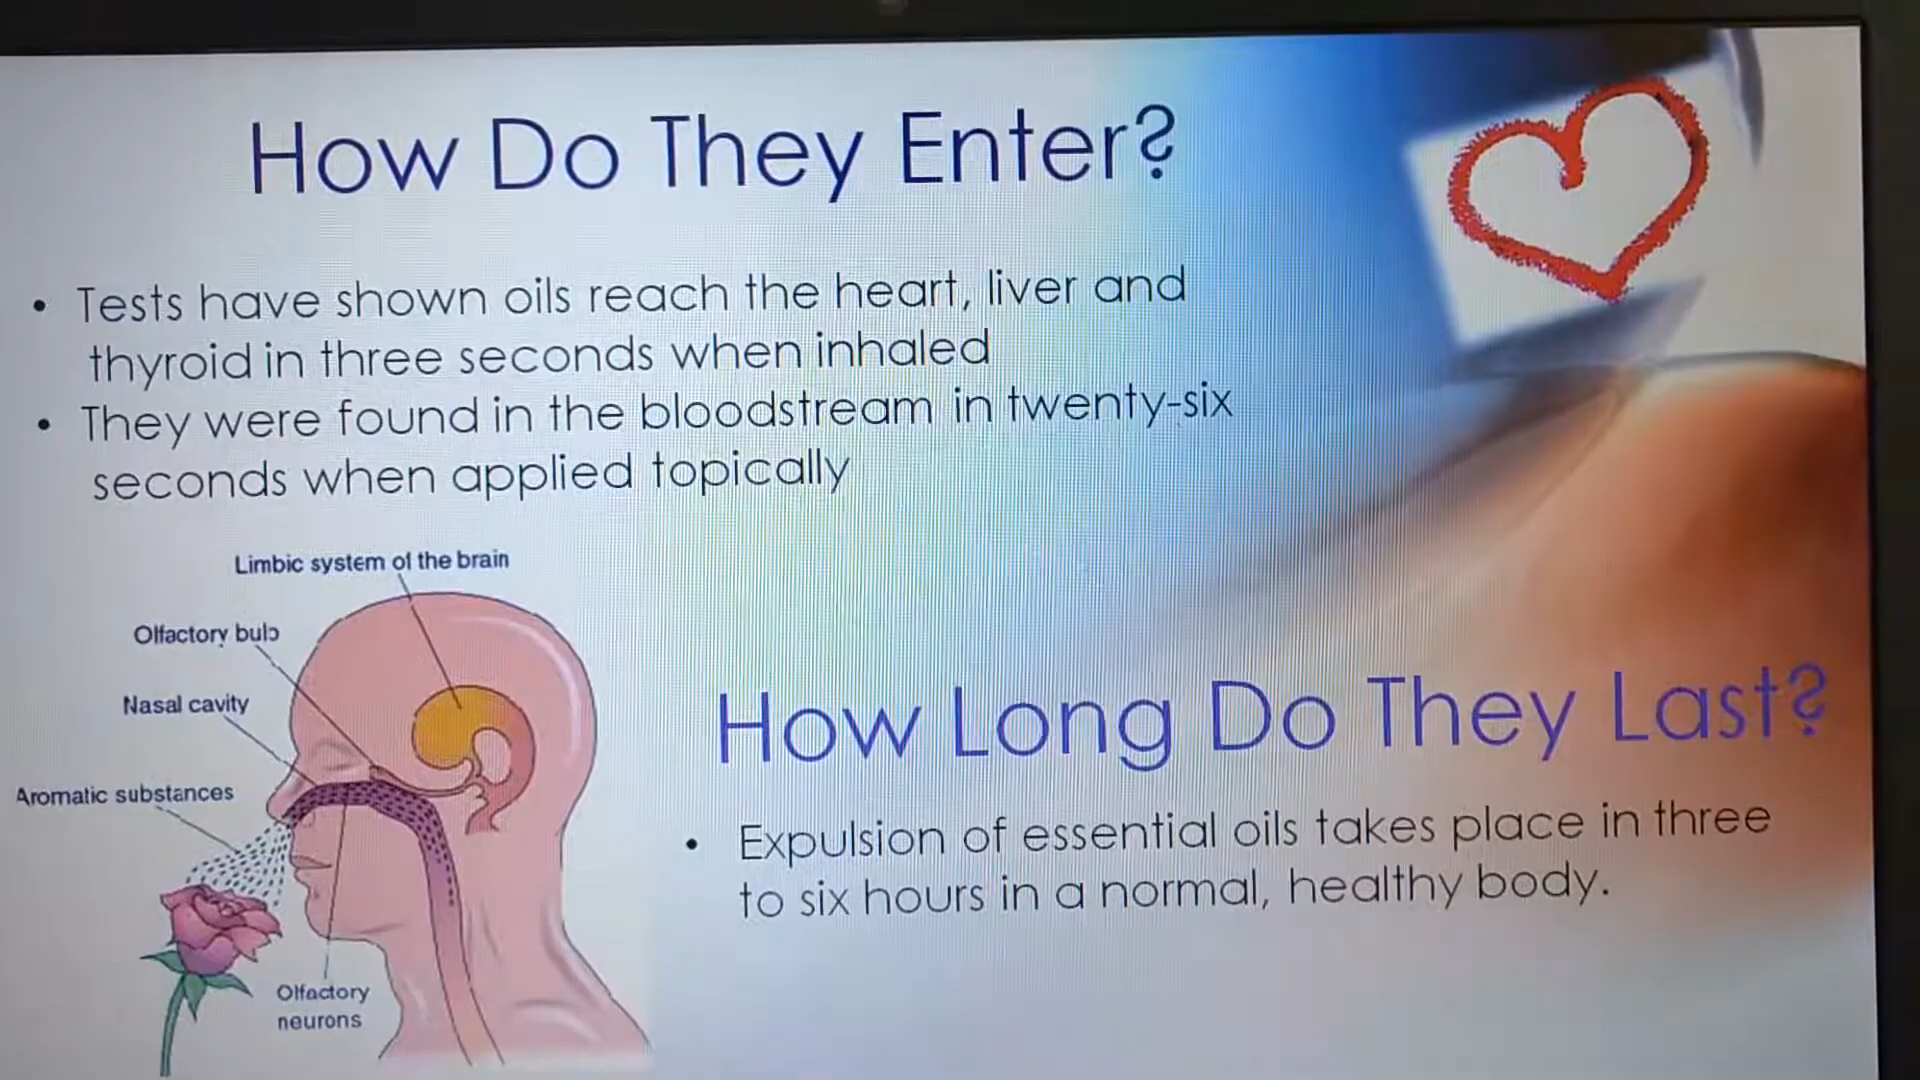 How Do They Enter?
• Tests have shown oils reach the heart, liver and
thyroid in three seconds when inhaled
• They were found in the bloodstream in twenty-six
seconds when applied topically
Limbic system of the brain
Olfactory bulb
Nasal cavity
Aromatic substances
Olfactory
neurons
How Long Do They Last?
• Expulsion of essential oils takes place in three
to six hours in a normal, healthy body.